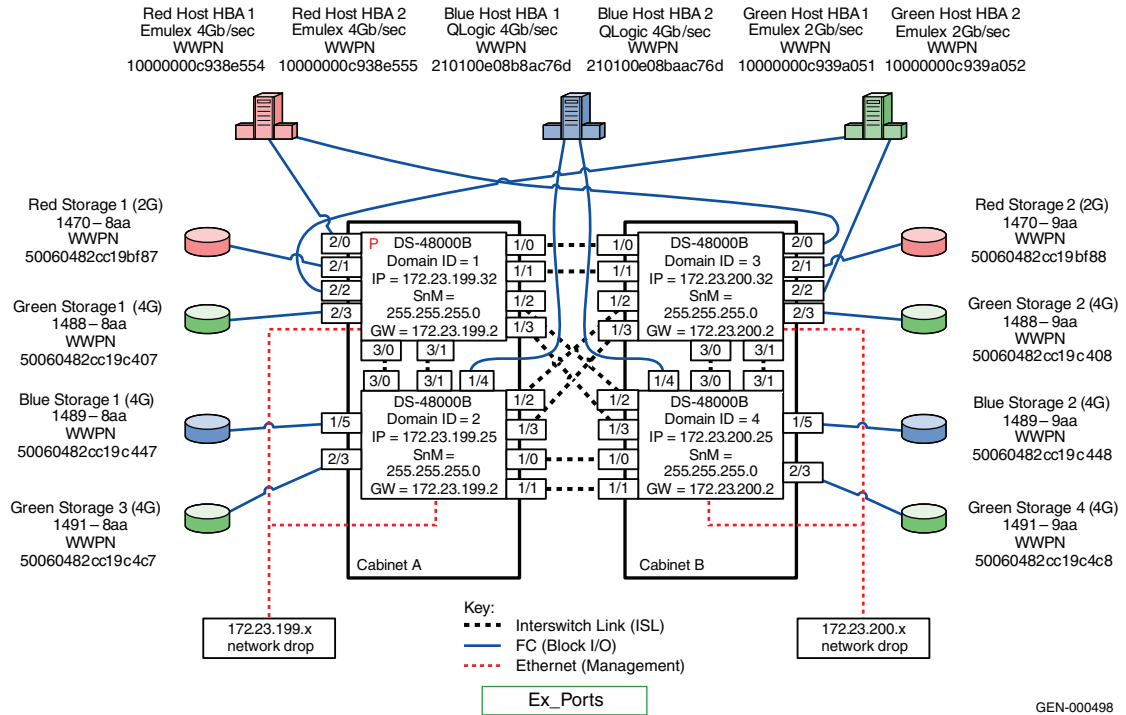 Red Host HBA 1
Emulex 4Gb/sec
WWPN
10000000c938e554
Red Host HBA 2
Emulex 4Gb/sec
WWPN
10000000c938e555
Blue Host HBA 1
QLogic 4Gb/sec
WWPN
210100e08b8ac76d
Blue Host HBA 2
QLogic 4Gb/sec
WWPN
210100e08baac76d
Green Host HBA1
Emulex 2Gb/sec
WWPN
10000000c939a051
Green Host HBA 2
Emulex 2Gb/sec
WWPN
10000000c939a052
Red Storage 1 (2G)
1470 – 8aa
WWPN
50060482cc19bf87
Green Storage1 (4G)
1488 – 8aa
WWPN
50060482cc19c407
Blue Storage 1 (4G)
1489 – 8aa
WWPN
50060482cc19c447
Green Storage 3 (4G)
1491 – 8aa
WWPN
50060482cc19c4c7
2/0
2/1
2/2
2/3
P
DS-48000B
Domain ID = 1
IP = 172.23.199.32
SnM =
255.255.255.0
GW = 172.23.199.2
1/0
1/1
1/2
1/3
3/0
3/1
3/0
3/1
1/4
1/5
2/3
DS-48000B
Domain ID = 2
IP = 172.23.199.25
SnM =
255.255.255.0
GW = 172.23.199.2
1/2
1/3
1/0
1/1
Cabinet A
1/0
1/1
1/2
1/3
DS-48000B
Domain ID = 3
IP = 172.23.200.32
SnM =
255.255.255.0
GW = 172.23.200.2
2/0
2/1
2/2
2/3
3/0
3/1
1/4
3/0
3/1
1/2
1/3
1/0
1/1
DS-48000B
Domain ID = 4
IP = 172.23.200.25
SnM =
255.255.255.0
GW = 172.23.200.2
1/5
2/3
Cabinet B
Red Storage 2 (2G)
1470 – 9aa
WWPN
50060482cc19bf88
Green Storage 2 (4G)
1488 – 9aa
WWPN
50060482cc19c408
Blue Storage 2 (4G)
1489 – 9aa
WWPN
50060482cc19c448
Green Storage 4 (4G)
1491 – 9aa
WWPN
50060482cc19c4c8
172.23.199.x
network drop
Key:
Interswitch Link (ISL)
FC (Block I/O)
Ethernet (Management)
172.23.200.x
network drop
Ex_Ports
GEN-000498